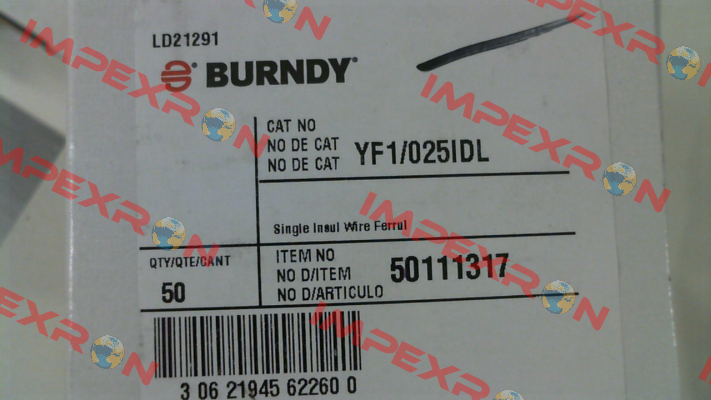 LD21291
BURNDY
CAT NO
NO DE CAT
NO DE CAT
YF1/025IDL
Single Insul Wire Ferrul
QTY/QTE/CANT
50
ITEM NO
NO D/ITEM
NO D/ARTICULO
50111317
3 06 21945 62260 0
IMPEXRON
IMPEXRON
IMPEXRON
IMPEXRON
IMPEXRON
IMPEXRON